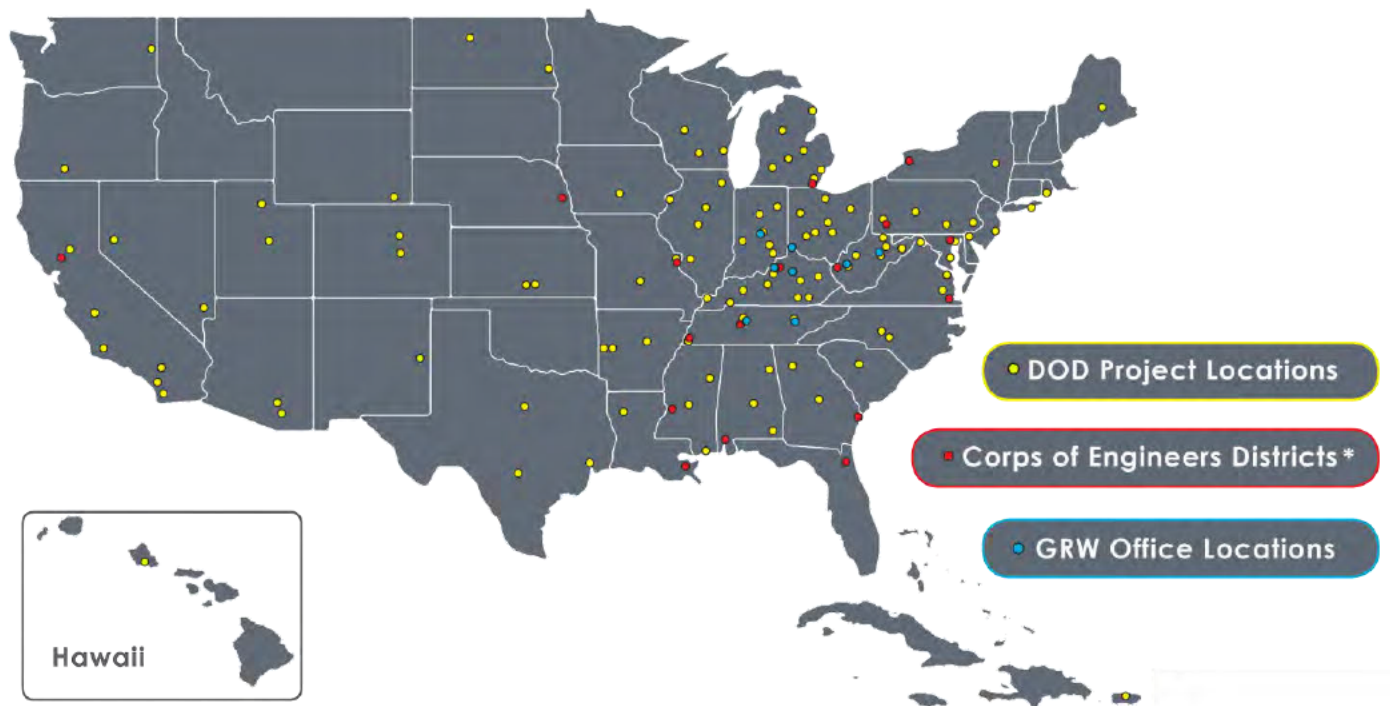 DOD Project Locations
Corps of Engineers Districts*
GRW Office Locations
Hawaii